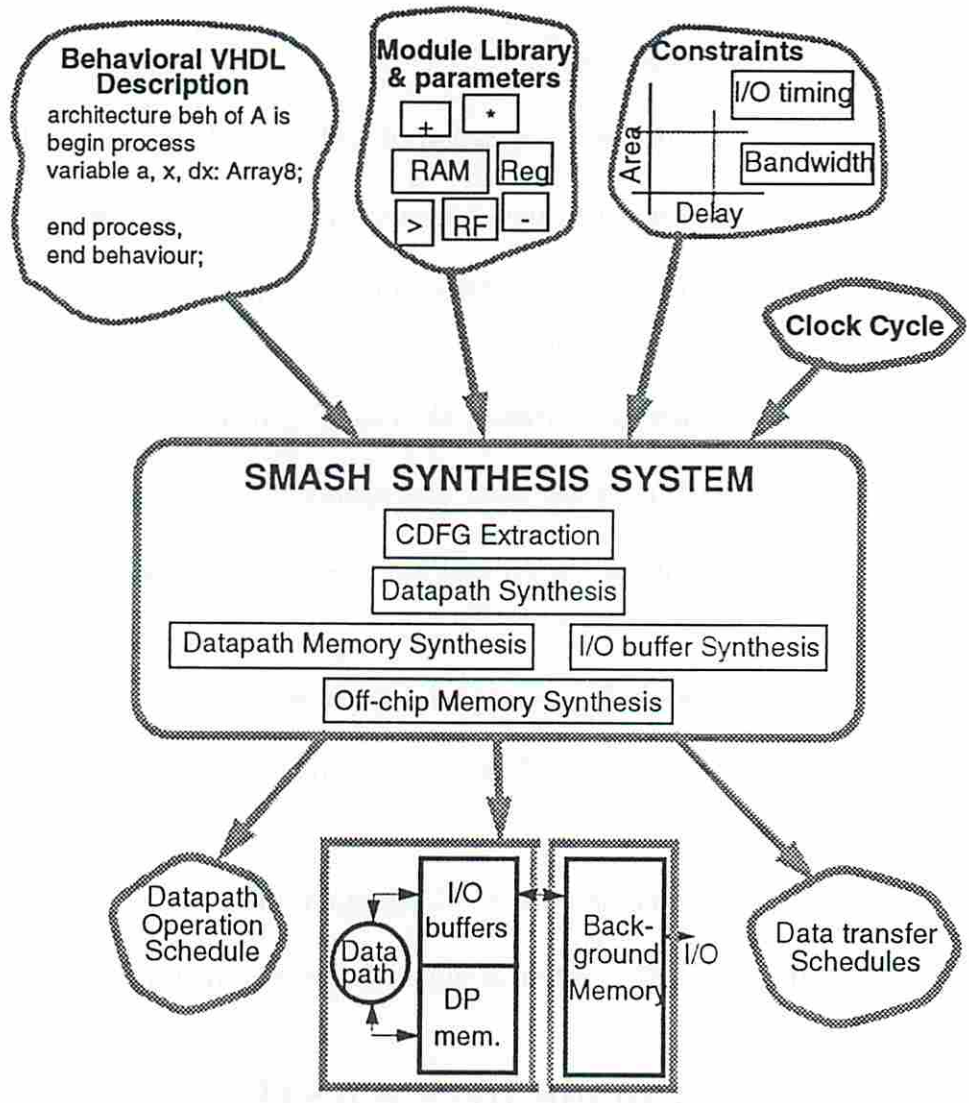 Behavioral VHDL
Description
architecture beh of A is
begin process
variable a, x, dx: Array8;
end process,
end behaviour;
Module Library
& parameters
+
*
RAM
Reg
>
RF
-
Constraints
I/O timing
Area
Bandwidth
Delay
Clock Cycle
SMASH SYNTHESIS SYSTEM
CDFG Extraction
Datapath Synthesis
Datapath Memory Synthesis
I/O buffer Synthesis
Off-chip Memory Synthesis
Datapath
Operation
Schedule
Data
path
I/O
buffers
DP
mem.
Back-
ground
Memory
I/O
Data transfer
Schedules